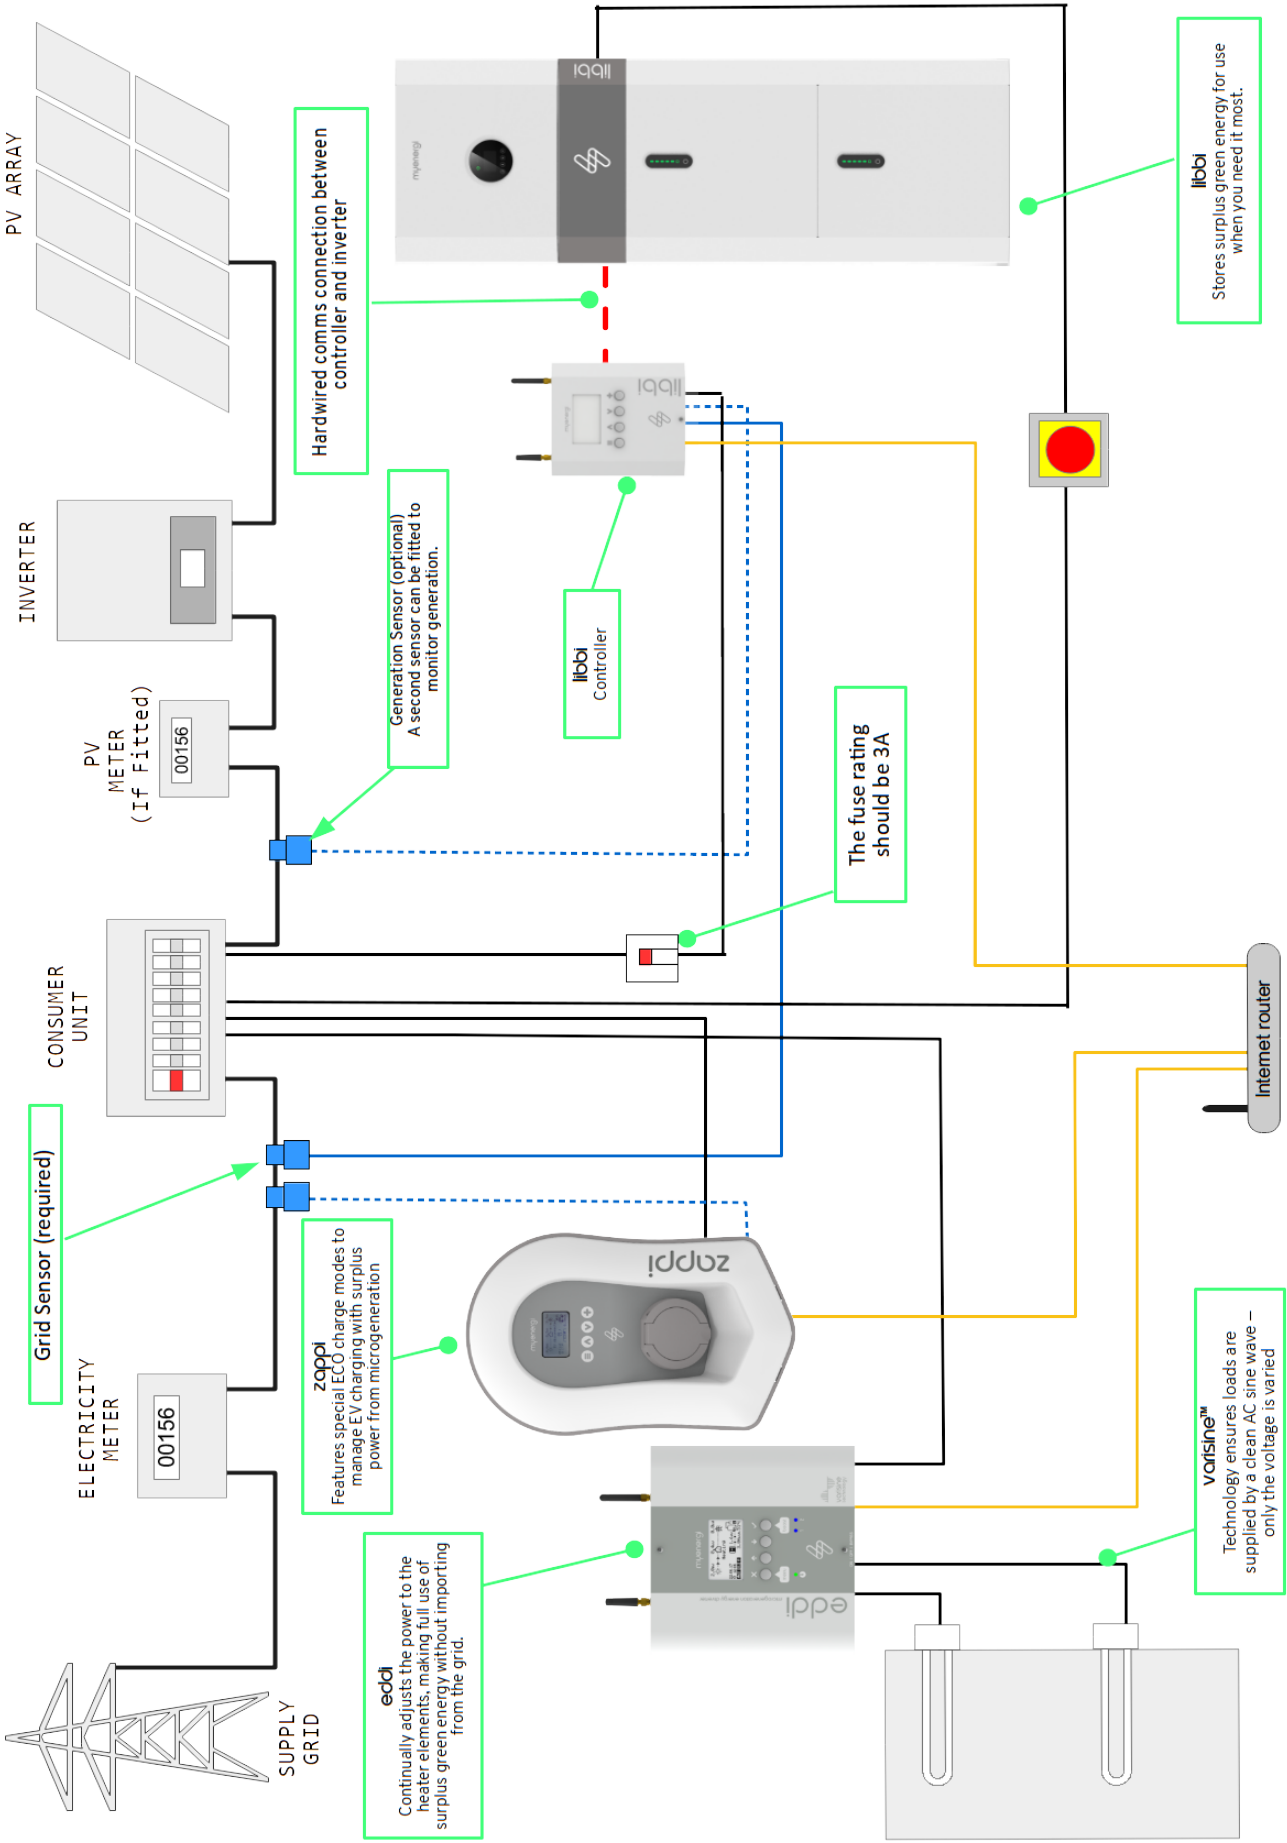 SUPPLY
GRID
ELECTRICITY
METER
00156
CONSUMER
UNIT
PV
METER
(If Fitted)
00156
INVERTER
PV ARRAY
Grid Sensor (required)
Generation Sensor (optional)
A second sensor can be fitted to
monitor generation.
Hardwired comms connection between
controller and inverter
eddi
Continually adjusts the power to the
heater elements, making full use of
surplus green energy without importing
from the grid.
zappi
Features special ECO charge modes to
manage EV charging with surplus
power from microgeneration
libbi
Controller
The fuse rating
should be 3A
myenergi
libbi
libbi
zappi
myenergi
eddi
varisine™
Technology ensures loads are
supplied by a clean AC sine wave –
only the voltage is varied
Internet router
libbi
Stores surplus green energy for use
when you need it most.